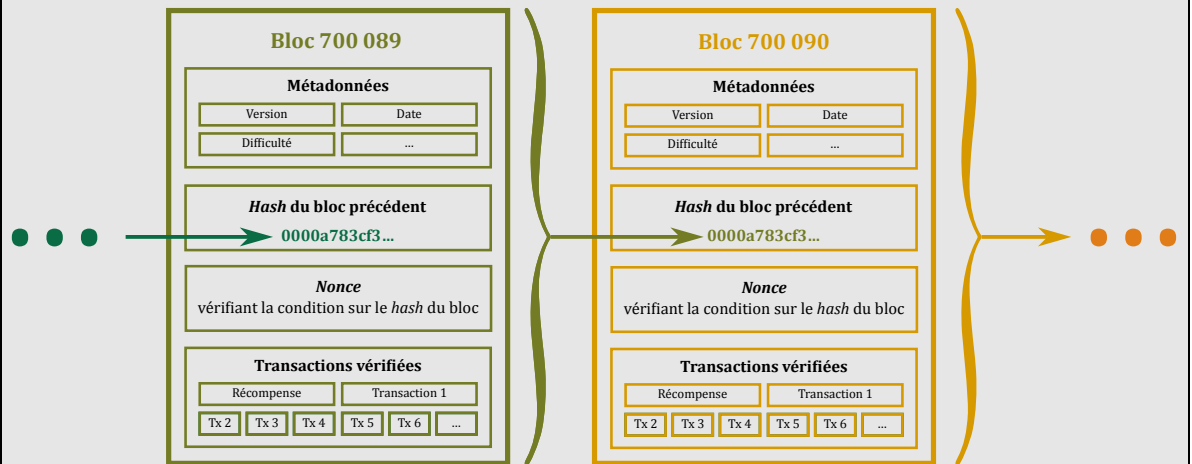 Bloc 700 089
Métadonnées
Version
Date
Difficulté
...
Hash du bloc précédent
0000a783cf3...
Nonce
vérifiant la condition sur le hash du bloc
Transactions vérifiées
Récompense
Transaction 1
Tx 2
Tx 3
Tx 4
Tx 5
Tx 6
...
Bloc 700 090
Métadonnées
Version
Date
Difficulté
...
Hash du bloc précédent
0000a783cf3...
Nonce
vérifiant la condition sur le hash du bloc
Transactions vérifiées
Récompense
Transaction 1
Tx 2
Tx 3
Tx 4
Tx 5
Tx 6
...